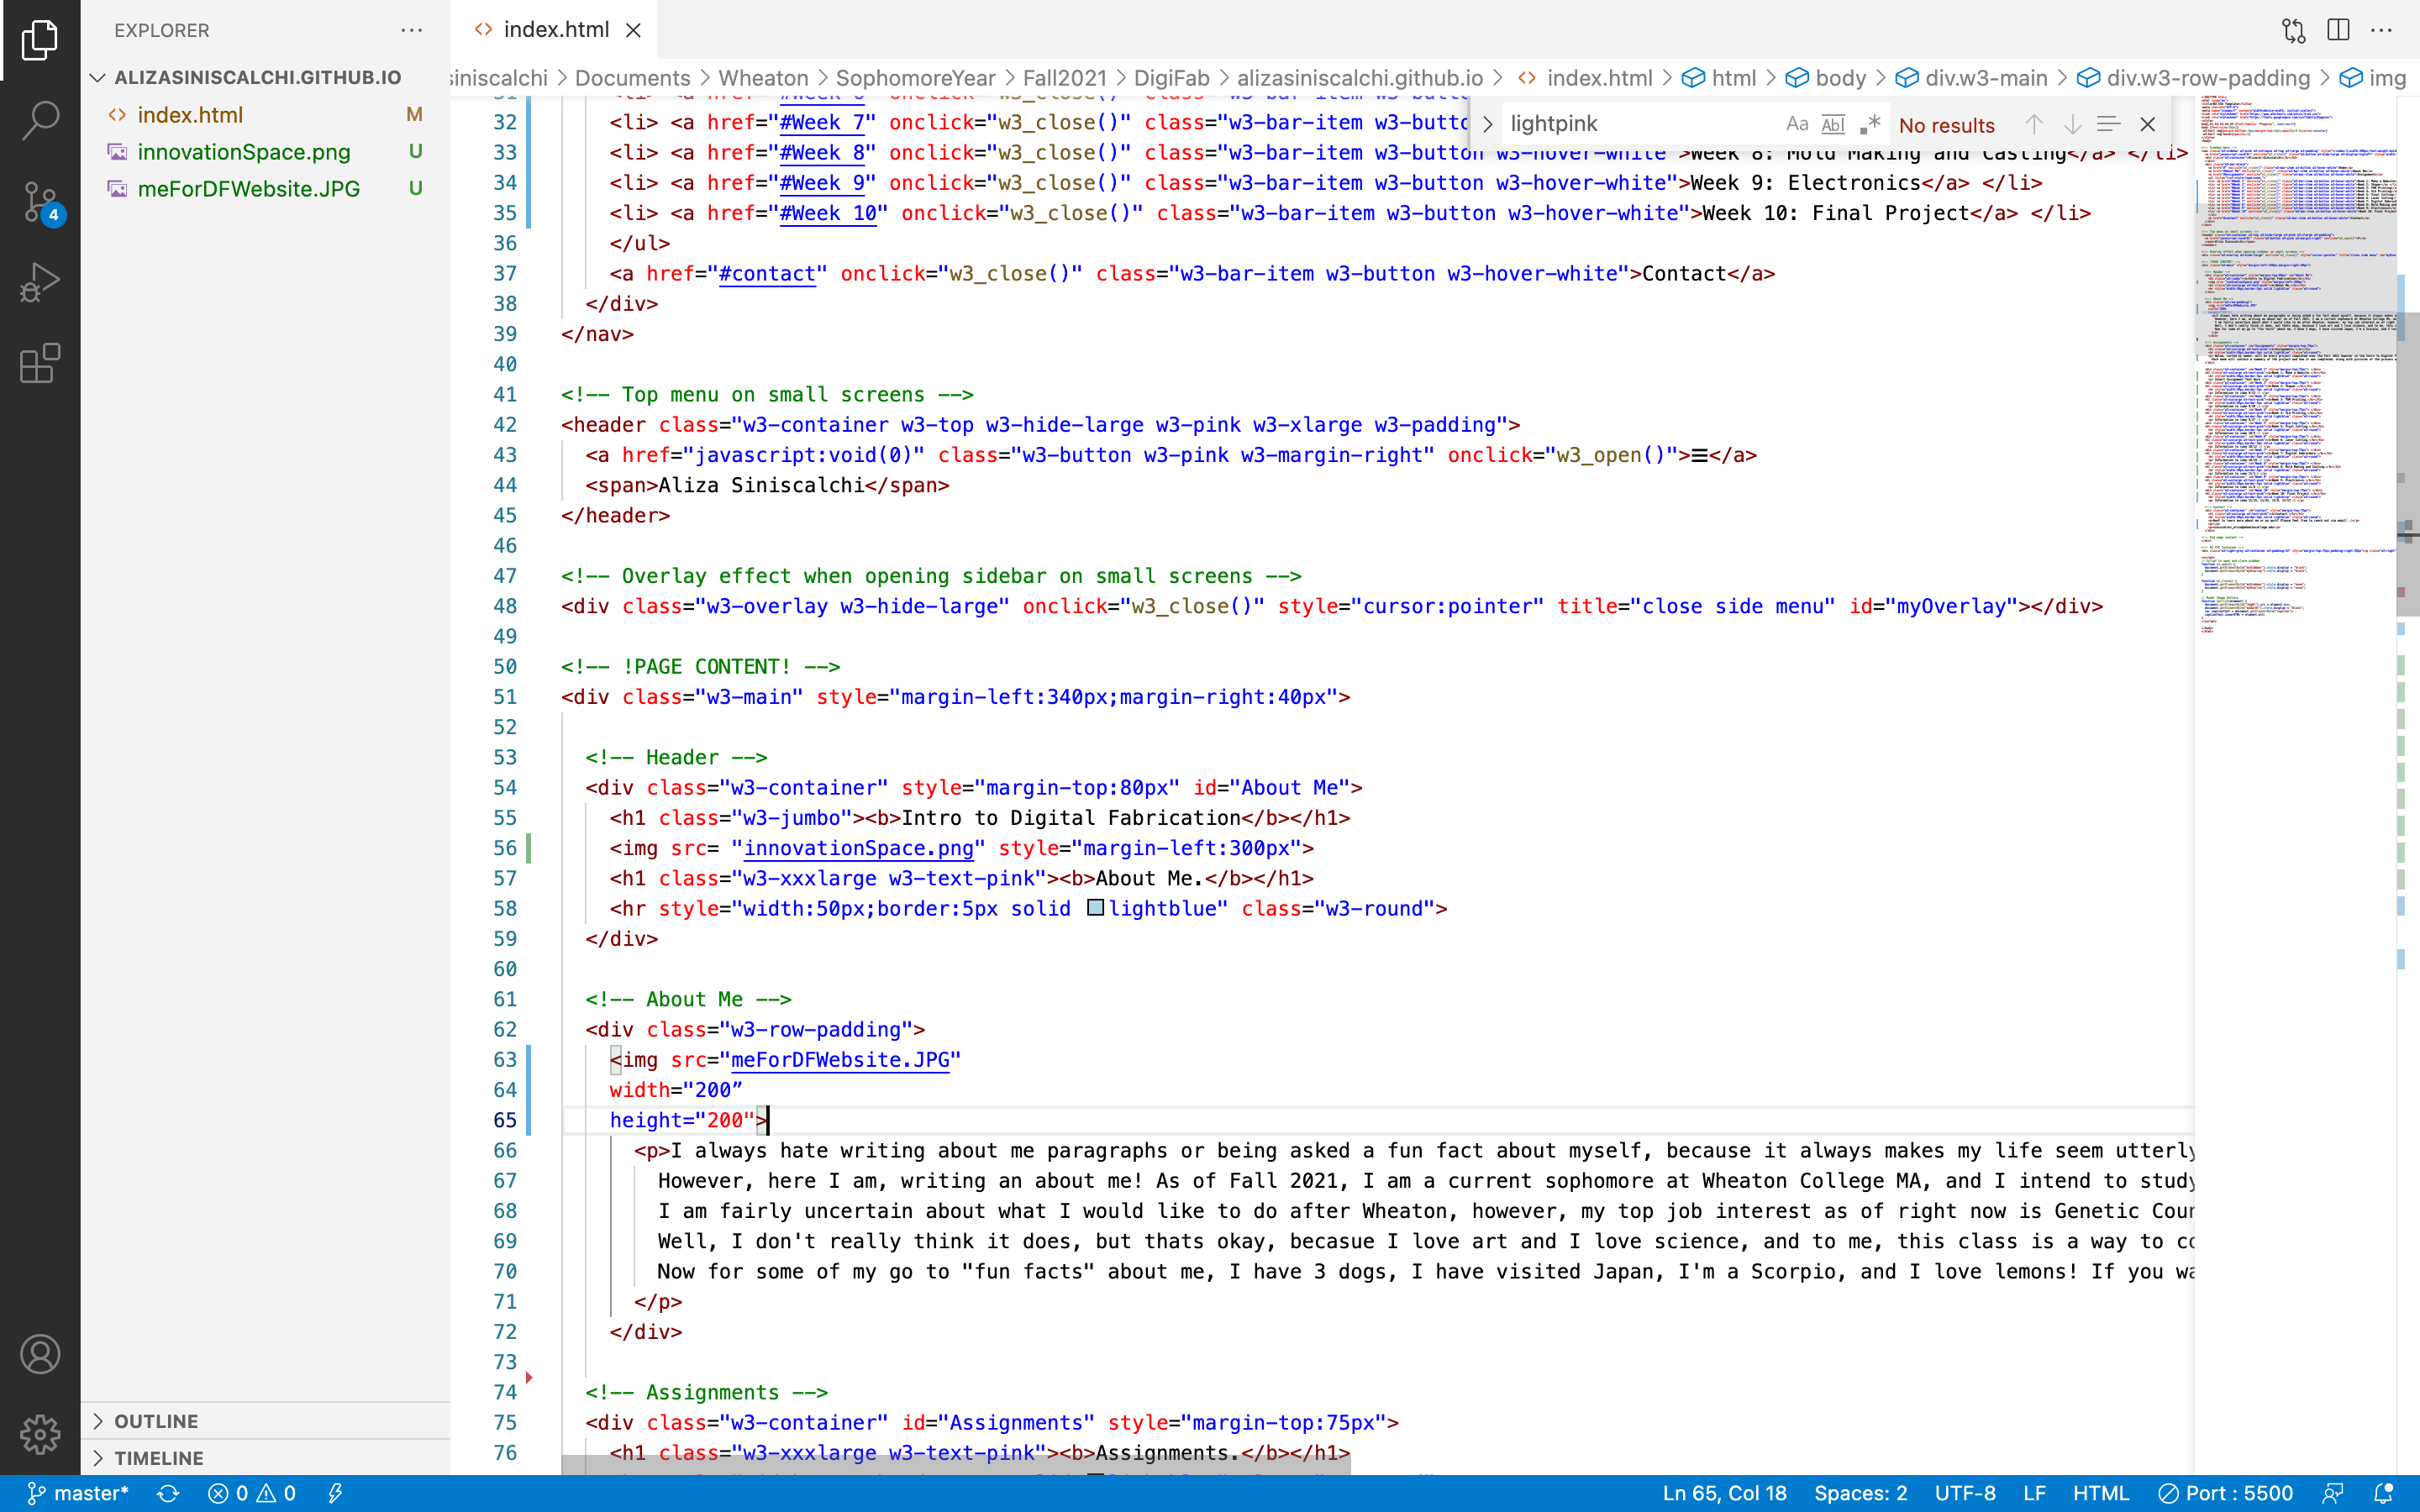 EXPLORER
ALIZASINISCALCHI.GITHUB.IO
index.html M
innovationSpace.png U
meForDFWebsite.JPG U
4
OUTLINE
TIMELINE
index.html
siniscalchi > Documents > Wheaton > SophomoreYear > Fall2021 > DigiFab > alizasiniscalchi.github.io > index.html > html > body > div.w3-main > div.w3-row-padding > img
lightpink
Aa Abl No results
32 <li> <a href="#Week 7" onclick="w3_close()" class="w3-bar-item w3-butto
33 <li> <a href="#Week 8" onclick="w3_close()" class="w3-bar-item w3-button w3-hover-white">Week 8: Mold Making and Casting</a> </li>
34 <li> <a href="#Week 9" onclick="w3_close()" class="w3-bar-item w3-button w3-hover-white">Week 9: Electronics</a> </li>
35 <li> <a href="#Week 10" onclick="w3_close()" class="w3-bar-item w3-button w3-hover-white">Week 10: Final Project</a> </li>
36 </ul>
37 <a href="#contact" onclick="w3_close()" class="w3-bar-item w3-button w3-hover-white">Contact</a>
38 </div>
39 </nav>
40
41 <!-- Top menu on small screens -->
42 <header class="w3-container w3-top w3-hide-large w3-pink w3-xlarge w3-padding">
43 <a href="javascript:void(0)" class="w3-button w3-pink w3-margin-right" onclick="w3_open()">☰</a>
44 <span>Aliza Siniscalchi</span>
45 </header>
46
47 <!-- Overlay effect when opening sidebar on small screens -->
48 <div class="w3-overlay w3-hide-large" onclick="w3_close()" style="cursor:pointer" title="close side menu" id="myOverlay"></div>
49
50 <!-- !PAGE CONTENT! -->
51 <div class="w3-main" style="margin-left:340px;margin-right:40px">
52
53 <!-- Header -->
54 <div class="w3-container" style="margin-top:80px" id="About Me">
55 <h1 class="w3-jumbo"><b>Intro to Digital Fabrication</b></h1>
56 <img src= "innovationSpace.png" style="margin-left:300px">
57 <h1 class="w3-xxxlarge w3-text-pink"><b>About Me.</b></h1>
58 <hr style="width:50px;border:5px solid lightblue" class="w3-round">
59 </div>
60
61 <!-- About Me -->
62 <div class="w3-row-padding">
63 <img src="meForDFWebsite.JPG"
64 width="200”
65 height="200">
66 <p>I always hate writing about me paragraphs or being asked a fun fact about myself, because it always makes my life seem utterly
67 However, here I am, writing an about me! As of Fall 2021, I am a current sophomore at Wheaton College MA, and I intend to study
68 I am fairly uncertain about what I would like to do after Wheaton, however, my top job interest as of right now is Genetic Coun
69 Well, I don't really think it does, but thats okay, becasue I love art and I love science, and to me, this class is a way to co
70 Now for some of my go to "fun facts" about me, I have 3 dogs, I have visited Japan, I'm a Scorpio, and I love lemons! If you wa
71 </p>
72 </div>
73
74 <!-- Assignments -->
75 <div class="w3-container" id="Assignments" style="margin-top:75px">
76 <h1 class="w3-xxxlarge w3-text-pink"><b>Assignments.</b></h1>
master* 0 0 Ln 65, Col 18 Spaces: 2 UTF-8 LF HTML Port : 5500